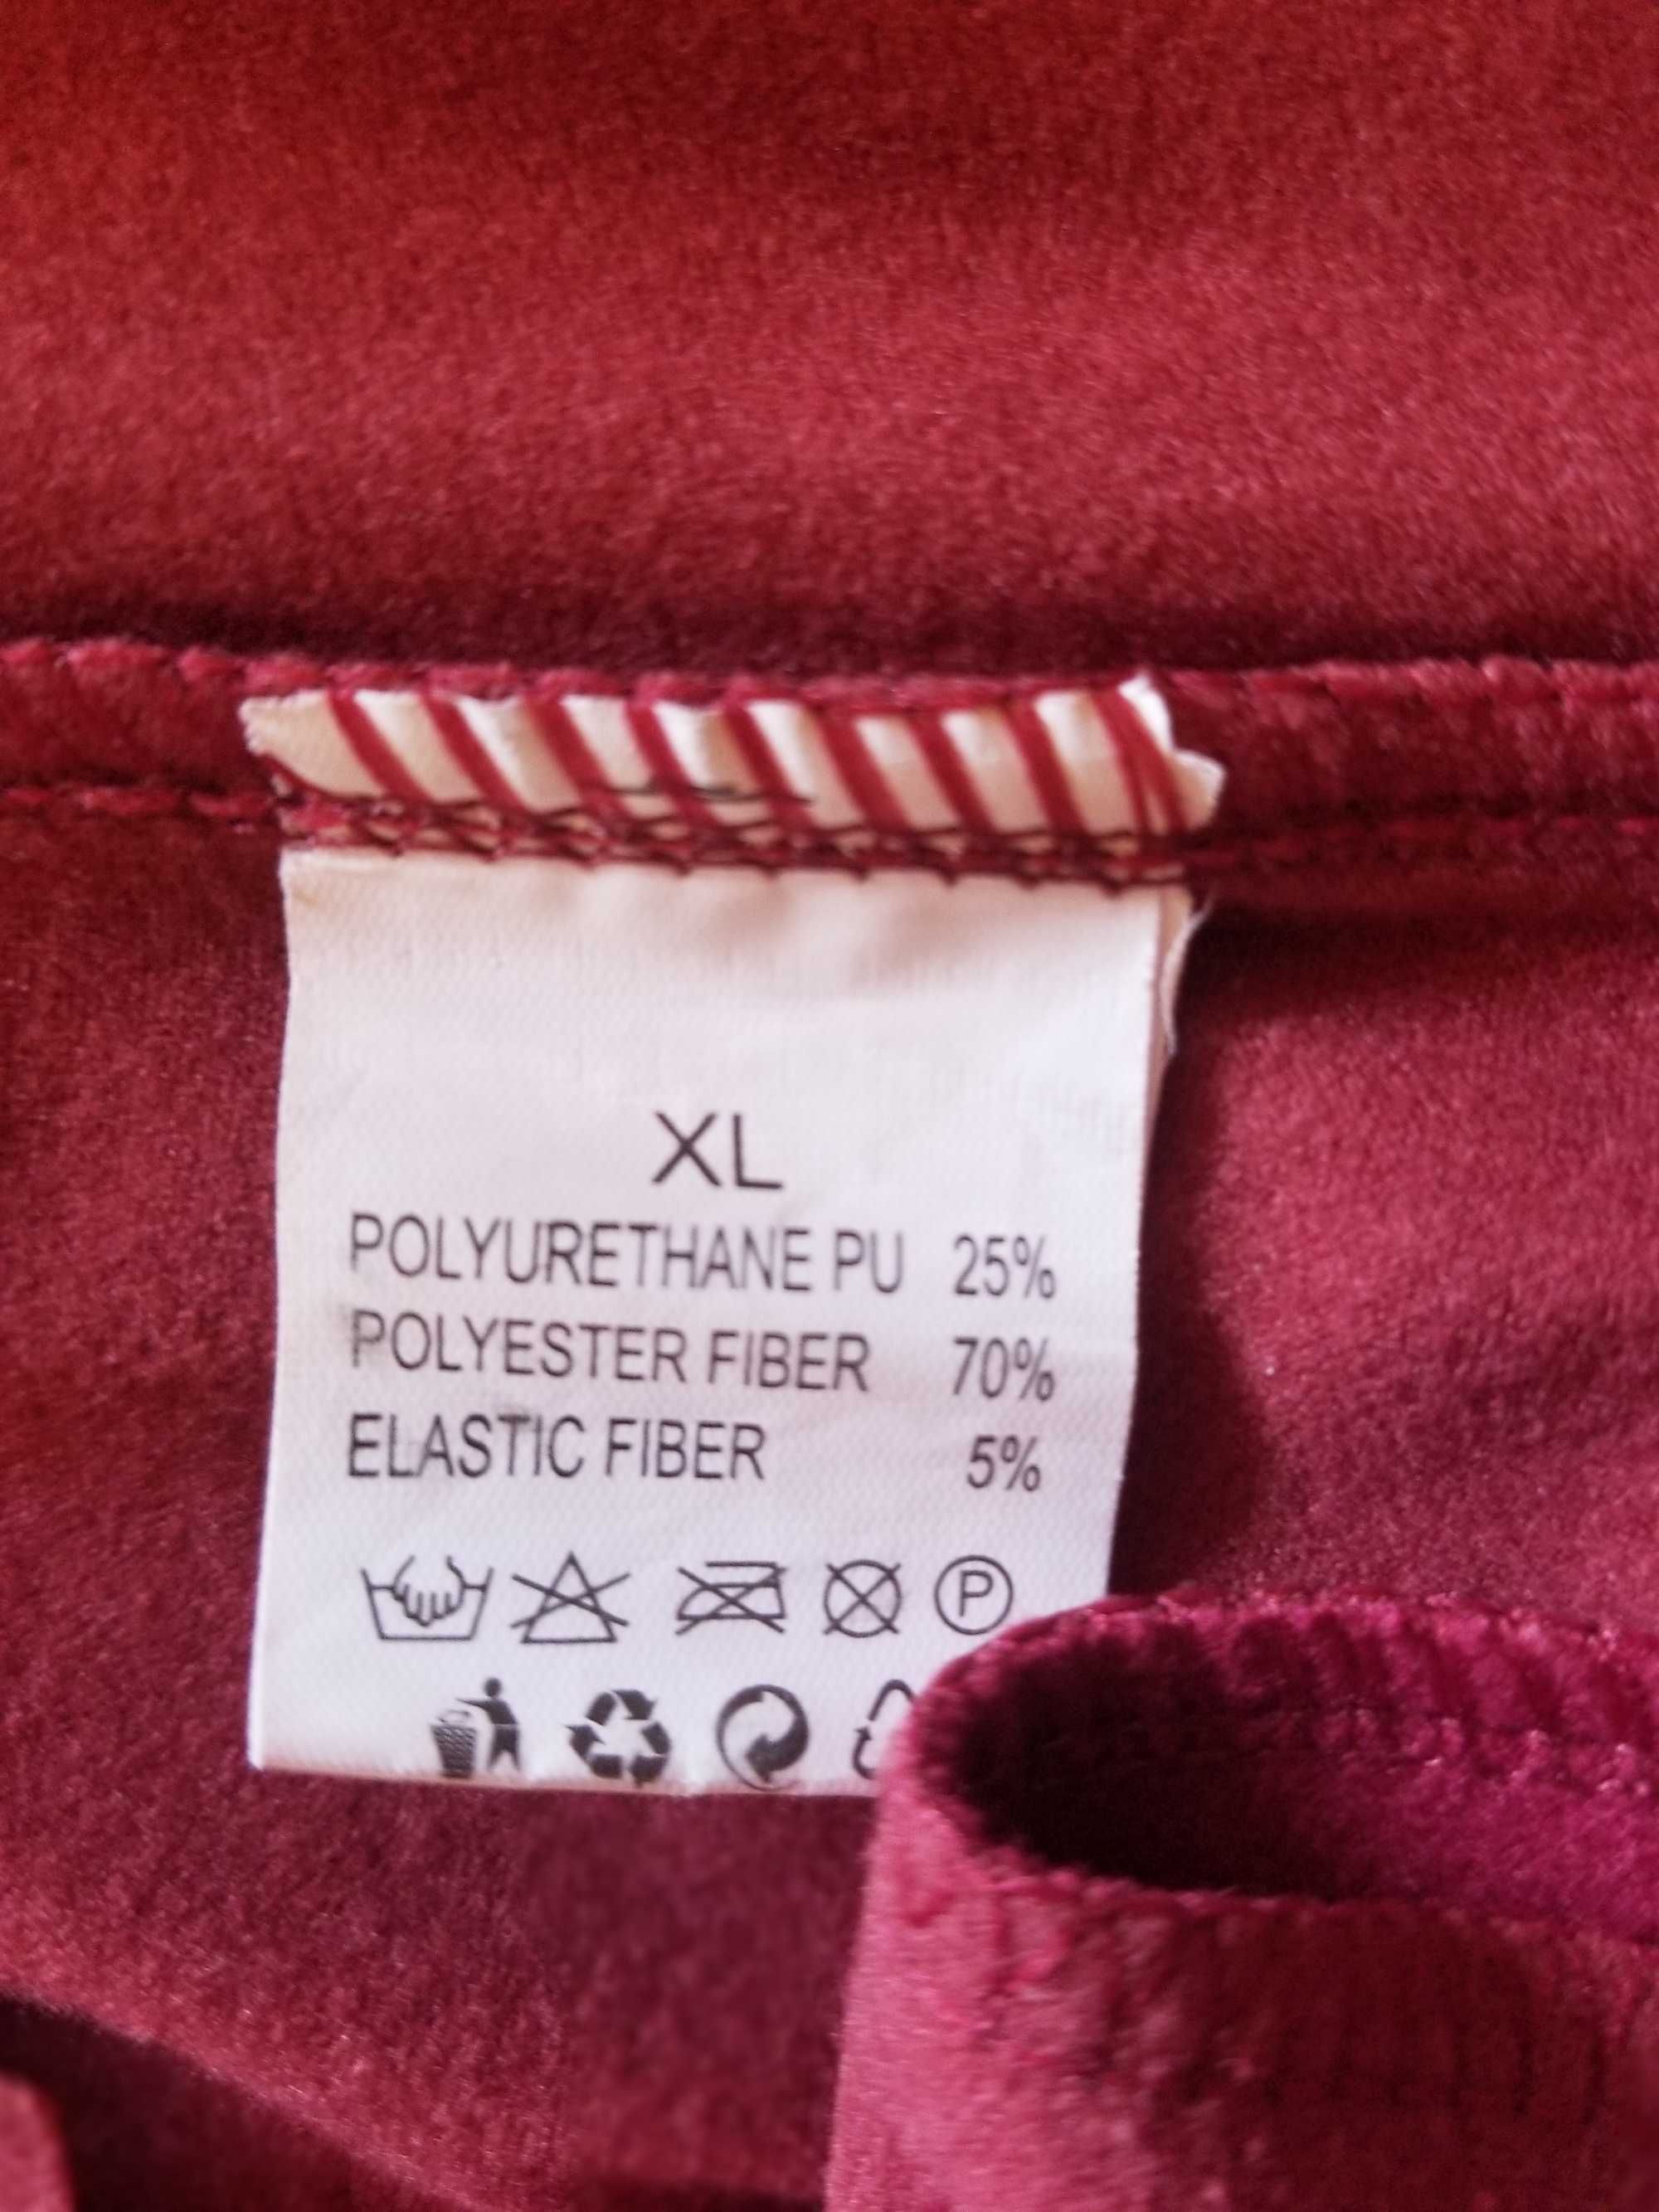 XL
POLYURETHANE PU 25%
POLYESTER FIBER 70%
ELASTIC FIBER 5%
P